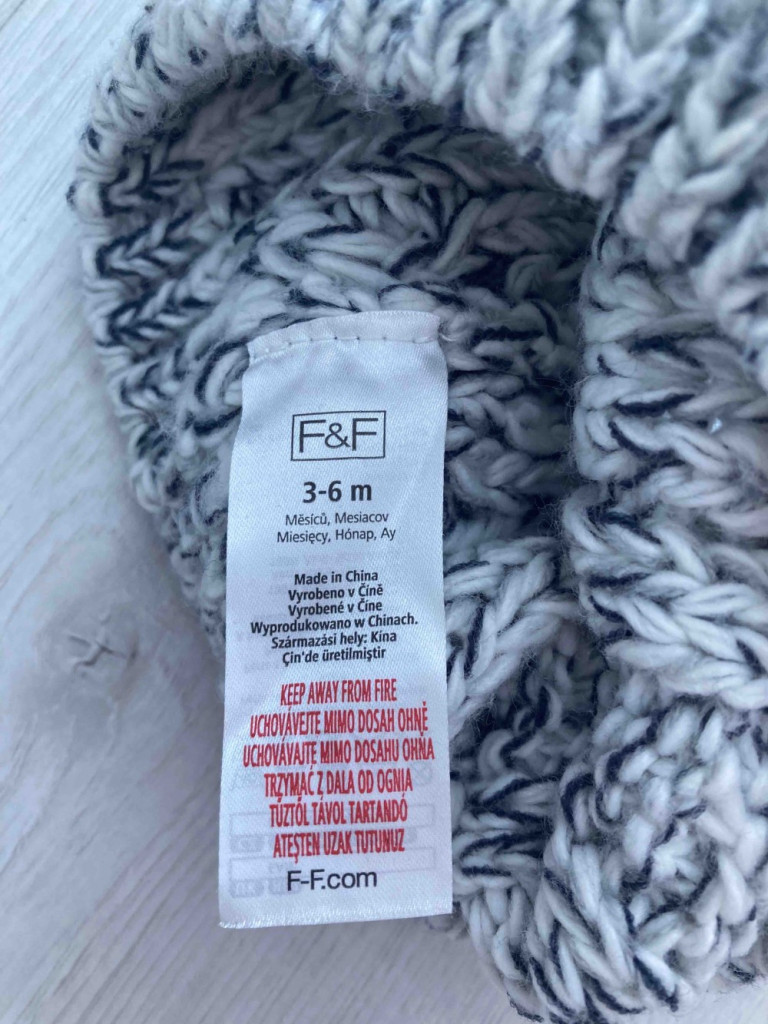 F&F
3-6 m
Měsíců, Mesiacov
Miesięcy, Hónap, Ay
Made in China
Vyrobeno v Číně
Vyrobené v Číne
Wyprodukowano w Chinach.
Származási hely: Kína
Çin'de üretilmiştir
KEEP AWAY FROM FIRE
UCHOVÁVEJTE MIMO DOSAH OHNĚ
UCHOVÁVAJTE MIMO DOSAHU OHŇA
TRZYMAĆ Z DALA OD OGNIA
TŰZTŐL TÁVOL TARTANDÓ
ATEŞTEN UZAK TUTUNUZ
F-F.com